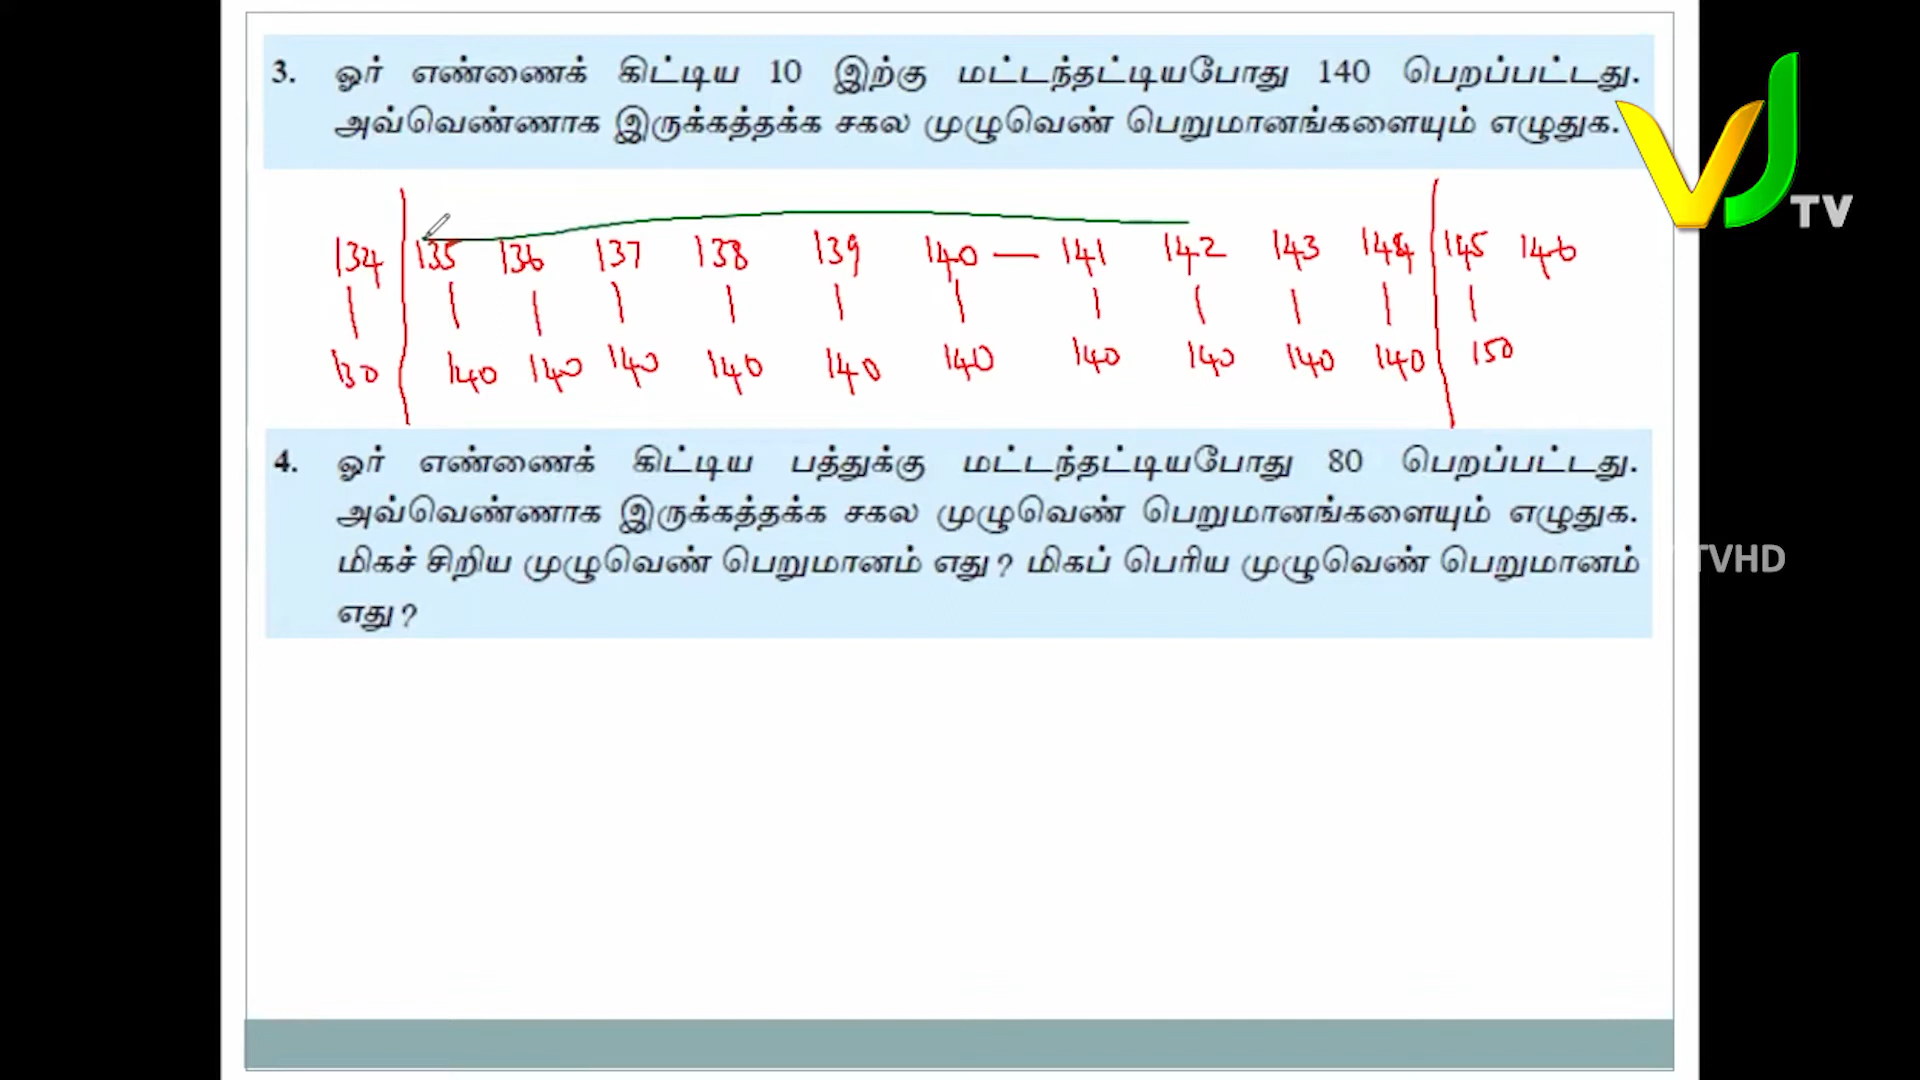 3. ஓர் எண்ணைக் கிட்டிய 10 இற்கு மட்டந்தட்டியபோது 140 பெறப்பட்டது.
அவ்வெண்ணாக இருக்கத்தக்க சகல முழுவெண் பெறுமானங்களையும் எழுதுக.
VJ TV
134 135 136 137 138 139 140 — 141 142 143 144 145 146
130 140 140 140 140 140 140 140 140 140 140 150
4. ஓர் எண்ணைக் கிட்டிய பத்துக்கு மட்டந்தட்டியபோது 80 பெறப்பட்டது.
அவ்வெண்ணாக இருக்கத்தக்க சகல முழுவெண் பெறுமானங்களையும் எழுதுக.
மிகச் சிறிய முழுவெண் பெறுமானம் எது? மிகப் பெரிய முழுவெண் பெறுமானம்
எது?
TVHD